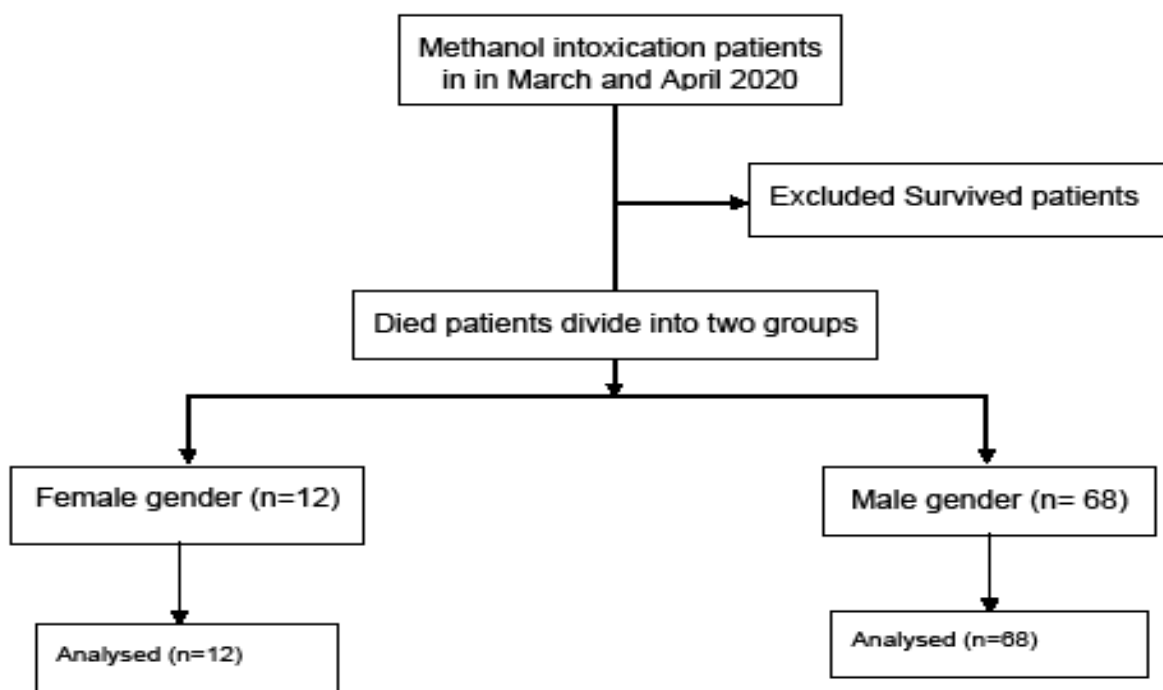 Methanol intoxication patients
in in March and April 2020
Excluded Survived patients
Died patients divide into two groups
Female gender (n=12)
Male gender (n= 68)
Analysed (n=12)
Analysed (n=68)